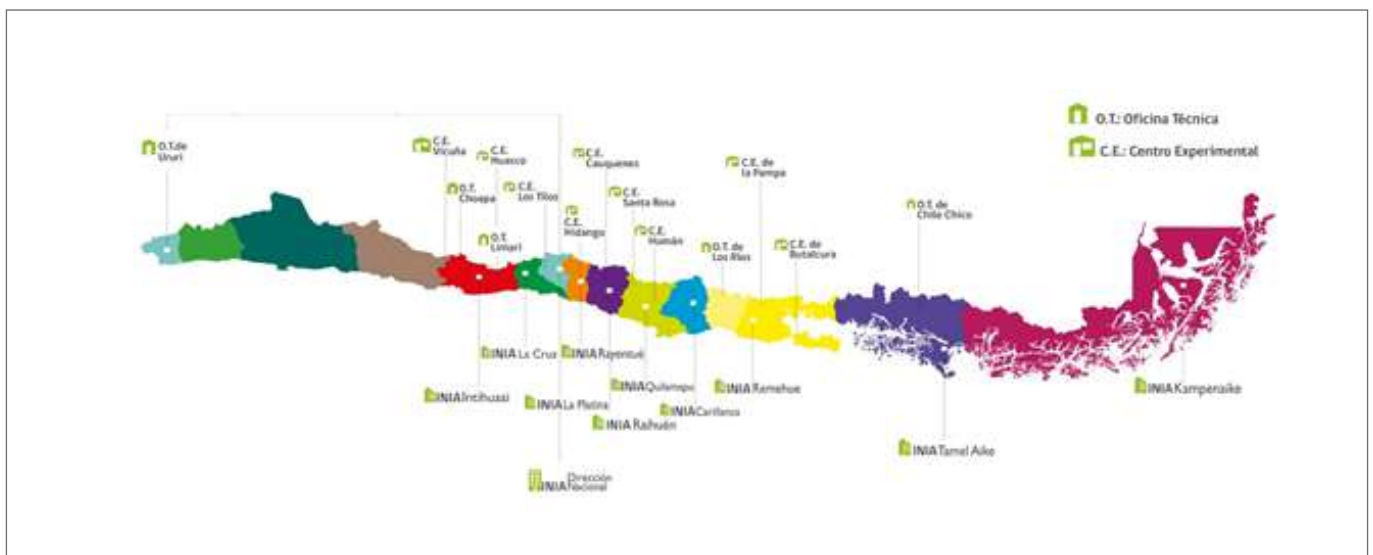 O.T.: Oficina Técnica
C.E.: Centro Experimental
O.T. de
Ururi
C.E.
Vicuña
C.E.
Huasco
C.E.
Cauquenes
C.E. de
la Pampa
O.T.
Choapa
C.E.
Los Tilos
C.E.
Santa Rosa
O.T. de
Chile Chico
C.E.
Hidango
C.E.
Humán
O.T.
Limarí
O.T. de
Los Ríos
C.E. de
Butalcura
INIA La Cruz
INIA Rayentué
INIA Intihuasi
INIA La Platina
INIA Quilamapu
INIA Remehue
INIA Kampenaike
INIA Carillanca
INIA Raihuén
INIA Tamel Aike
INIA Dirección
Nacional